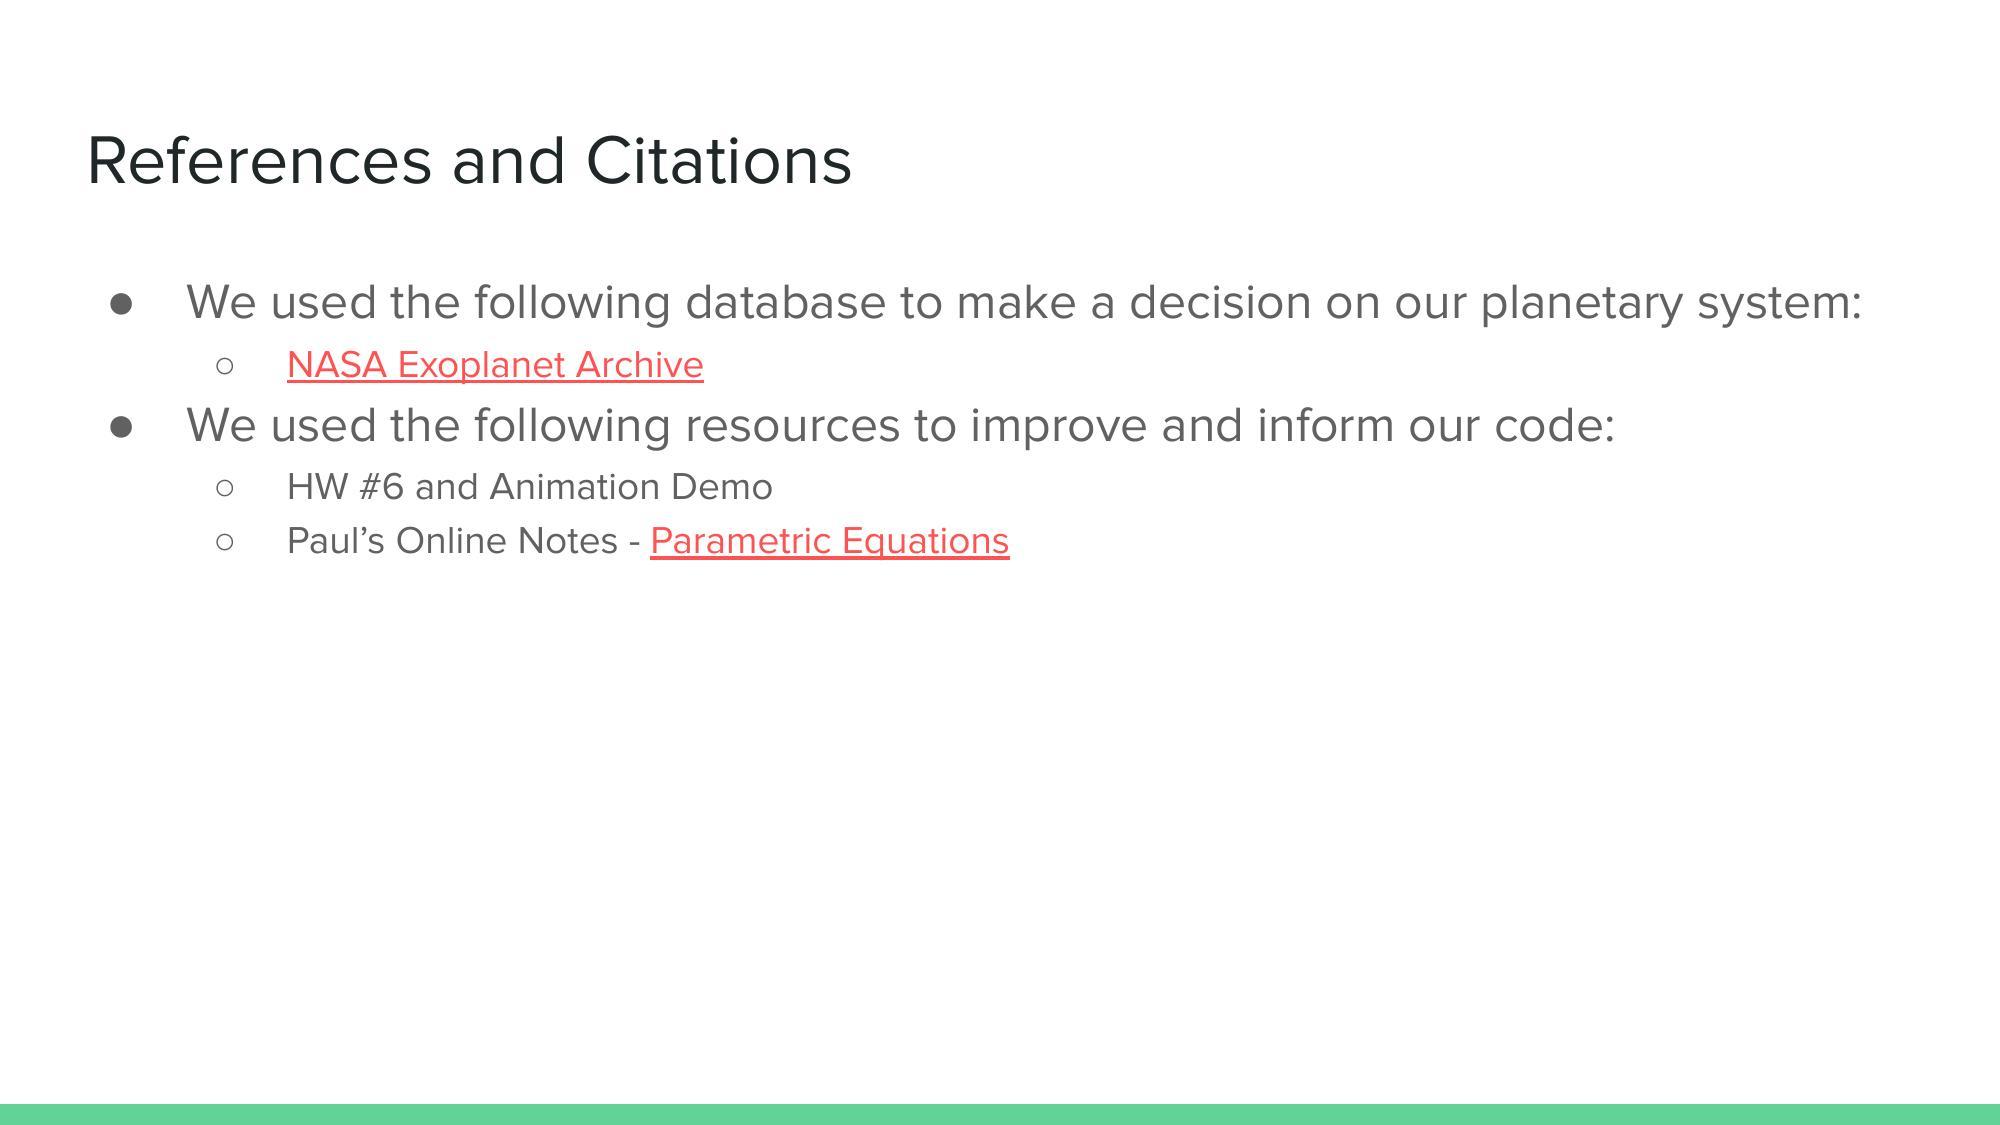 References and Citations
● We used the following database to make a decision on our planetary system:
○ NASA Exoplanet Archive
● We used the following resources to improve and inform our code:
○ HW #6 and Animation Demo
○ Paul’s Online Notes - Parametric Equations